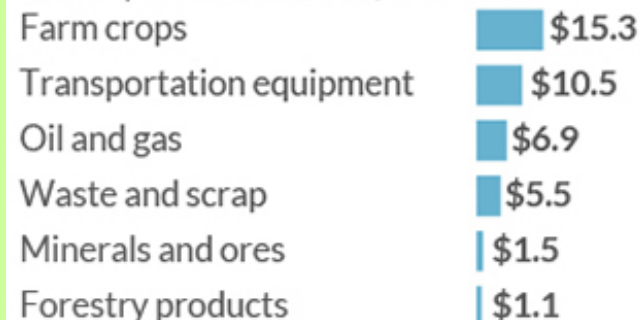 Farm crops $15.3
Transportation equipment $10.5
Oil and gas $6.9
Waste and scrap $5.5
Minerals and ores $1.5
Forestry products $1.1